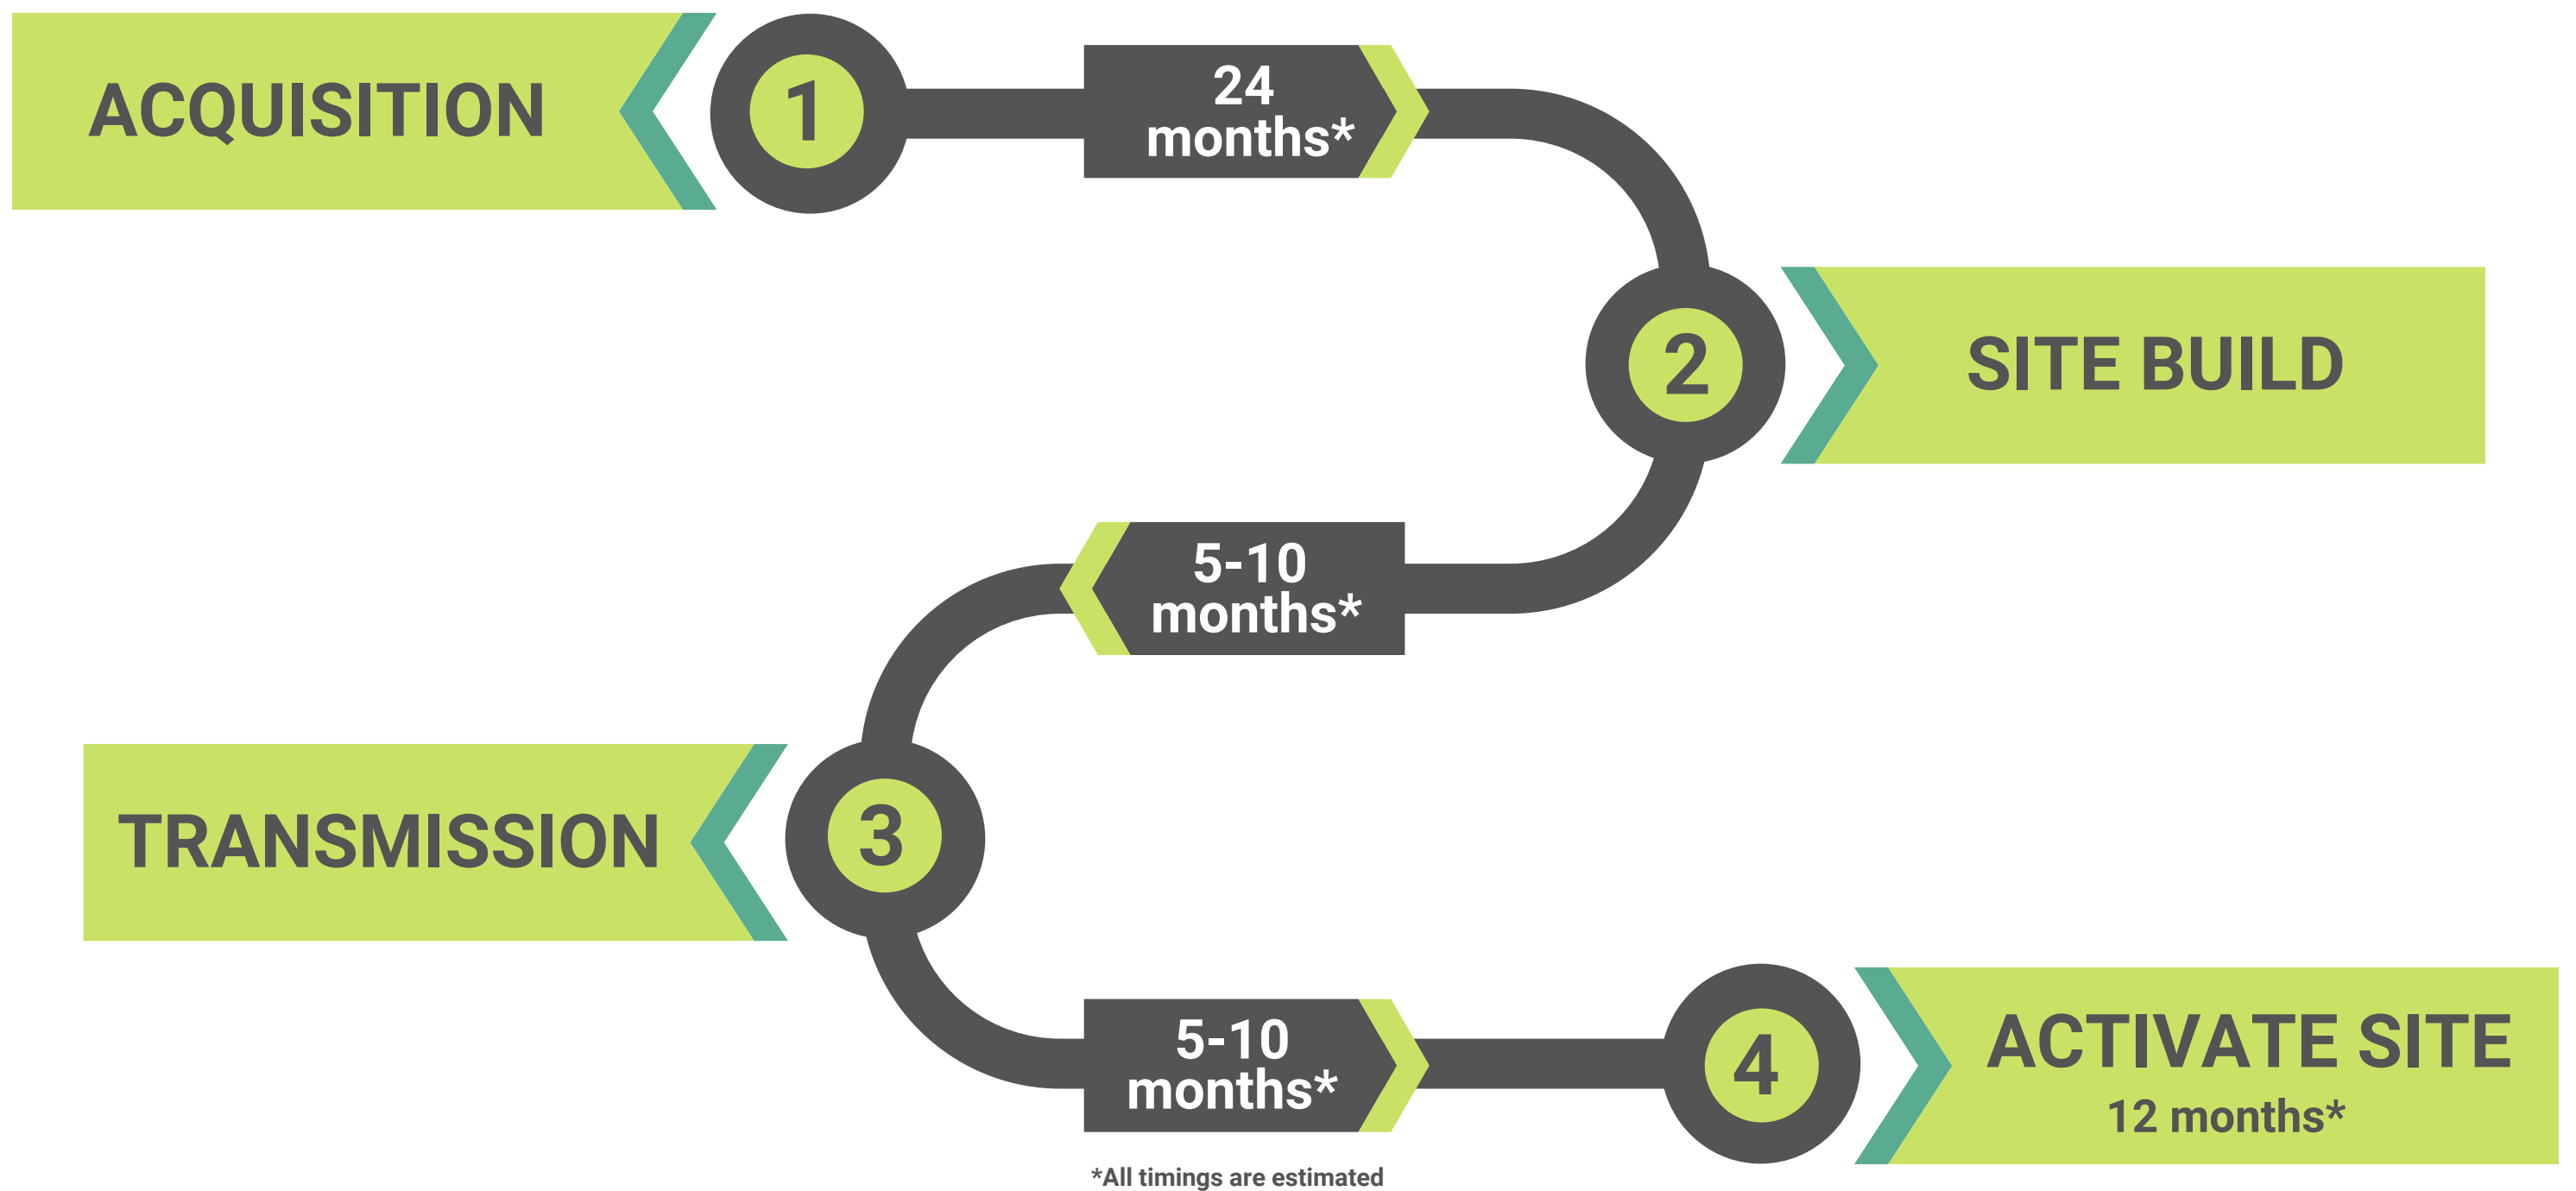 ACQUISITION
1
24
months*
2
SITE BUILD
5-10
months*
TRANSMISSION
3
5-10
months*
4
ACTIVATE SITE
12 months*
*All timings are estimated